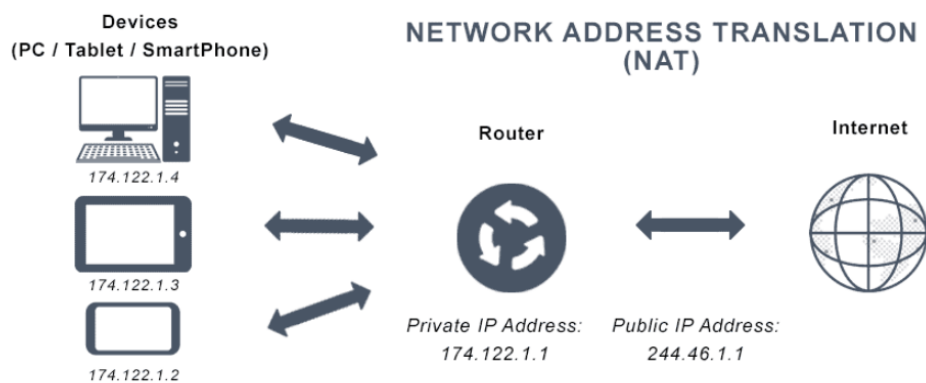 Devices
(PC / Tablet / SmartPhone)
NETWORK ADDRESS TRANSLATION
(NAT)
Router
Internet
174.122.1.4
174.122.1.3
174.122.1.2
Private IP Address:
174.122.1.1
Public IP Address:
244.46.1.1